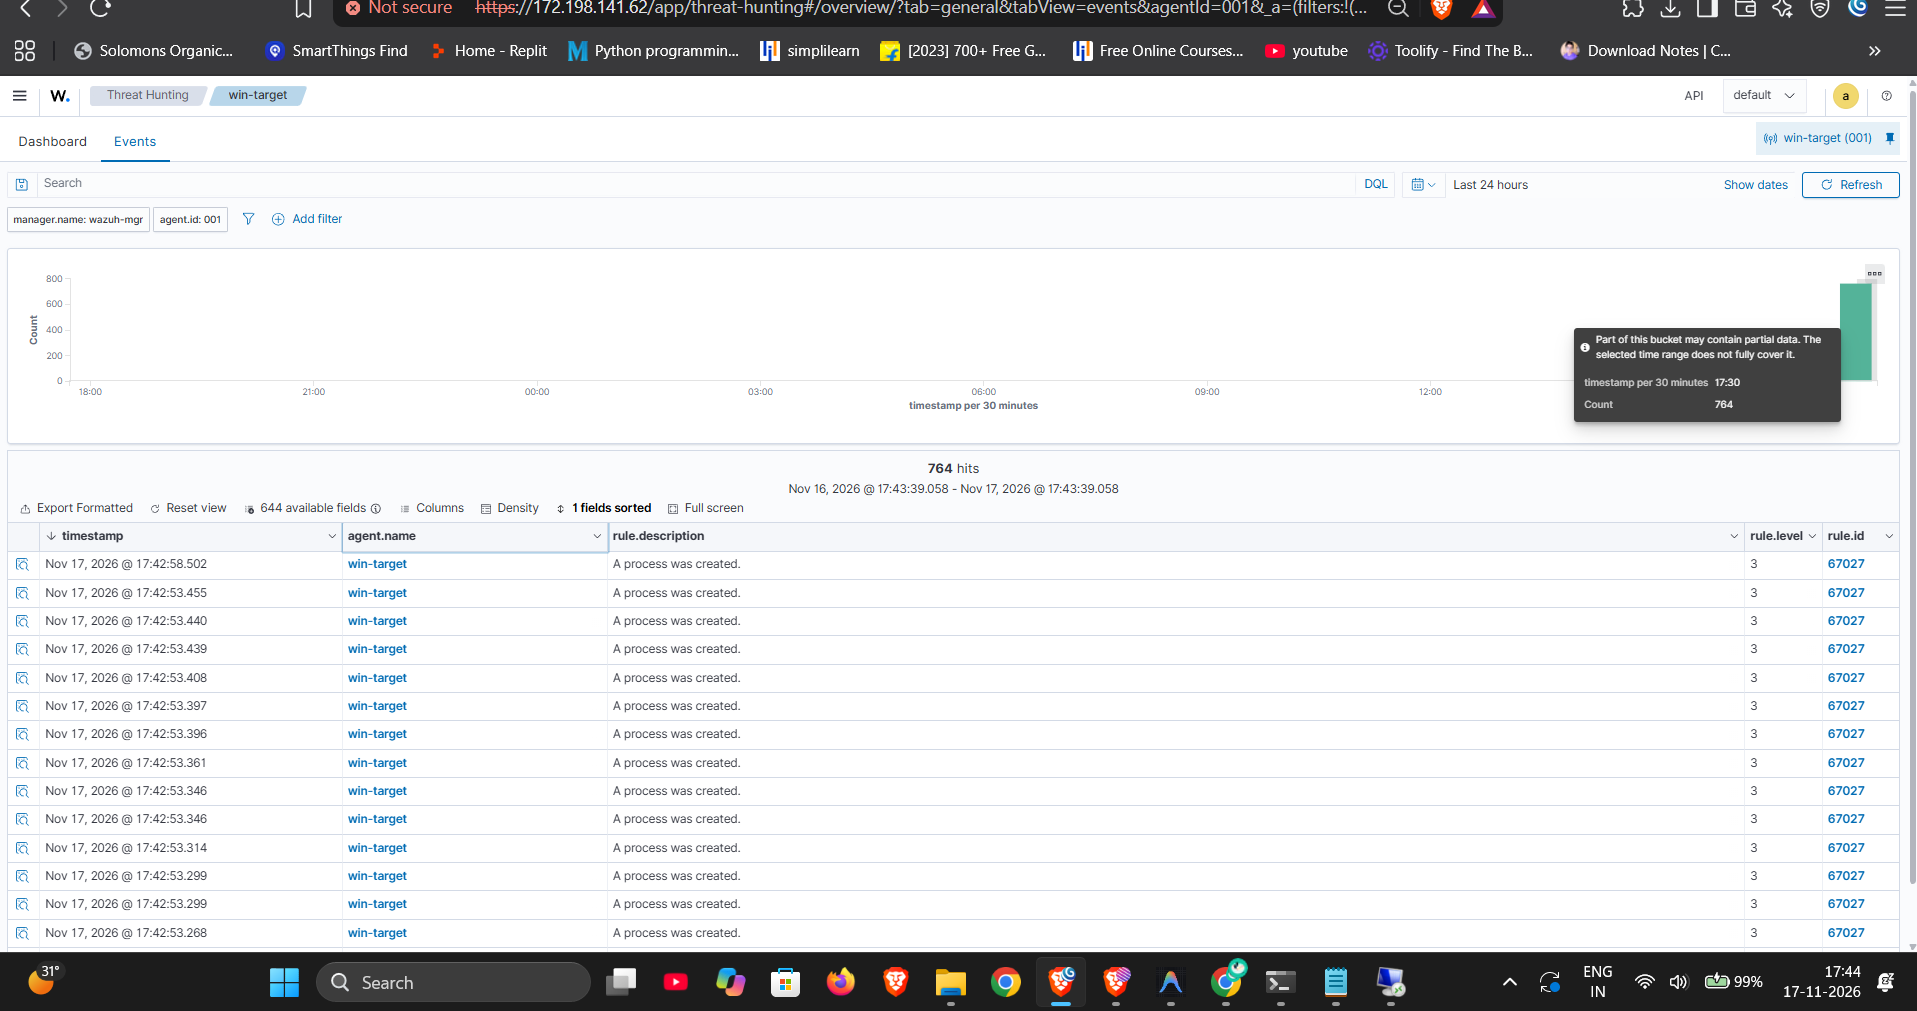 Not secure https://172.198.141.62/app/threat-hunting#/overview/?tab=general&tabView=events&agentId=001&_a=(filters:!(...
Solomons Organic... SmartThings Find Home - Replit Python programmin... simplilearn [2023] 700+ Free G... Free Online Courses... youtube Toolify - Find The B... Download Notes | C... »
W. Threat Hunting win-target API default a
Dashboard Events win-target (001)
Search DQL Last 24 hours Show dates Refresh
manager.name: wazuh-mgr agent.id: 001 Add filter
800
600
400
200
0
Count
18:00 21:00 00:00 03:00 06:00 09:00 12:00
timestamp per 30 minutes
Part of this bucket may contain partial data. The
selected time range does not fully cover it.
timestamp per 30 minutes 17:30
Count 764
764 hits
Nov 16, 2026 @ 17:43:39.058 - Nov 17, 2026 @ 17:43:39.058
Export Formatted Reset view 644 available fields Columns Density 1 fields sorted Full screen
timestamp agent.name rule.description rule.level rule.id
Nov 17, 2026 @ 17:42:58.502 win-target A process was created. 3 67027
Nov 17, 2026 @ 17:42:53.455 win-target A process was created. 3 67027
Nov 17, 2026 @ 17:42:53.440 win-target A process was created. 3 67027
Nov 17, 2026 @ 17:42:53.439 win-target A process was created. 3 67027
Nov 17, 2026 @ 17:42:53.408 win-target A process was created. 3 67027
Nov 17, 2026 @ 17:42:53.397 win-target A process was created. 3 67027
Nov 17, 2026 @ 17:42:53.396 win-target A process was created. 3 67027
Nov 17, 2026 @ 17:42:53.361 win-target A process was created. 3 67027
Nov 17, 2026 @ 17:42:53.346 win-target A process was created. 3 67027
Nov 17, 2026 @ 17:42:53.346 win-target A process was created. 3 67027
Nov 17, 2026 @ 17:42:53.314 win-target A process was created. 3 67027
Nov 17, 2026 @ 17:42:53.299 win-target A process was created. 3 67027
Nov 17, 2026 @ 17:42:53.299 win-target A process was created. 3 67027
Nov 17, 2026 @ 17:42:53.268 win-target A process was created. 3 67027
31° Search ENG IN 99% 17:44
17-11-2026